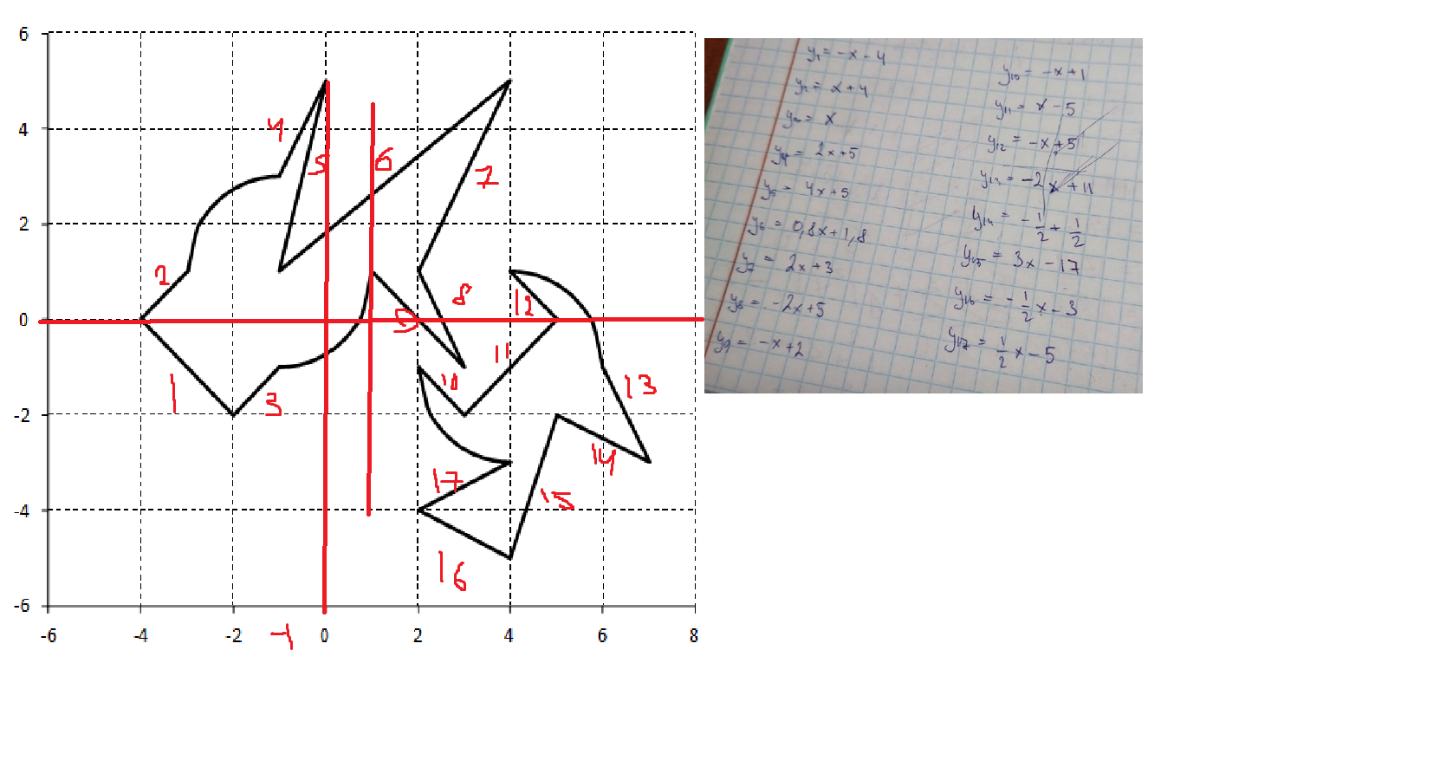 6
4
2
0
-2
-4
-6
-6
-4
-2
-1
0
2
4
6
8
4
5
6
7
2
8
12
9
11
1
3
10
13
14
17
15
16
y₁ = -x - 4
y₂ = x + 4
y₃ = x
y₄ = 2x + 5
y₅ = 4x + 5
y₆ = 0,8x + 1,8
y₇ = 2x + 3
y₈ = -2x + 5
y₉ = -x + 2
y₁₀ = -x + 1
y₁₁ = x - 5
y₁₂ = -x + 5
y₁₃ = -2x + 11
y₁₄ = -1/2 + 1/2
y₁₅ = 3x - 17
y₁₆ = -1/2x - 3
y₁₇ = 1/2x - 5